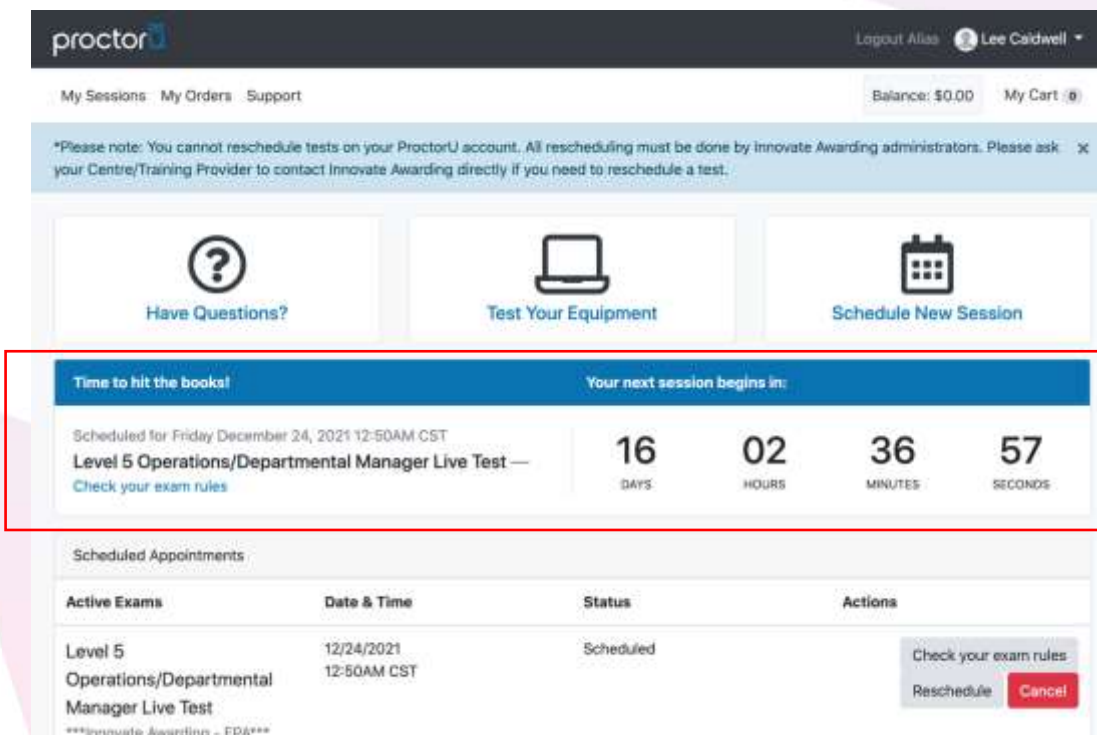 proctorU
Logout Alias Lee Caldwell
My Sessions My Orders Support Balance: $0.00 My Cart 0
*Please note: You cannot reschedule tests on your ProctorU account. All rescheduling must be done by Innovate Awarding administrators. Please ask x
your Centre/Training Provider to contact Innovate Awarding directly if you need to reschedule a test.
Have Questions? Test Your Equipment Schedule New Session
Time to hit the books! Your next session begins in:
Scheduled for Friday December 24, 2021 12:50AM CST
Level 5 Operations/Departmental Manager Live Test —
Check your exam rules
16 02 36 57
DAYS HOURS MINUTES SECONDS
Scheduled Appointments
Active Exams Date & Time Status Actions
Level 5 12/24/2021 Scheduled Check your exam rules
Operations/Departmental 12:50AM CST Reschedule Cancel
Manager Live Test
***Innovate Awarding - EPA***